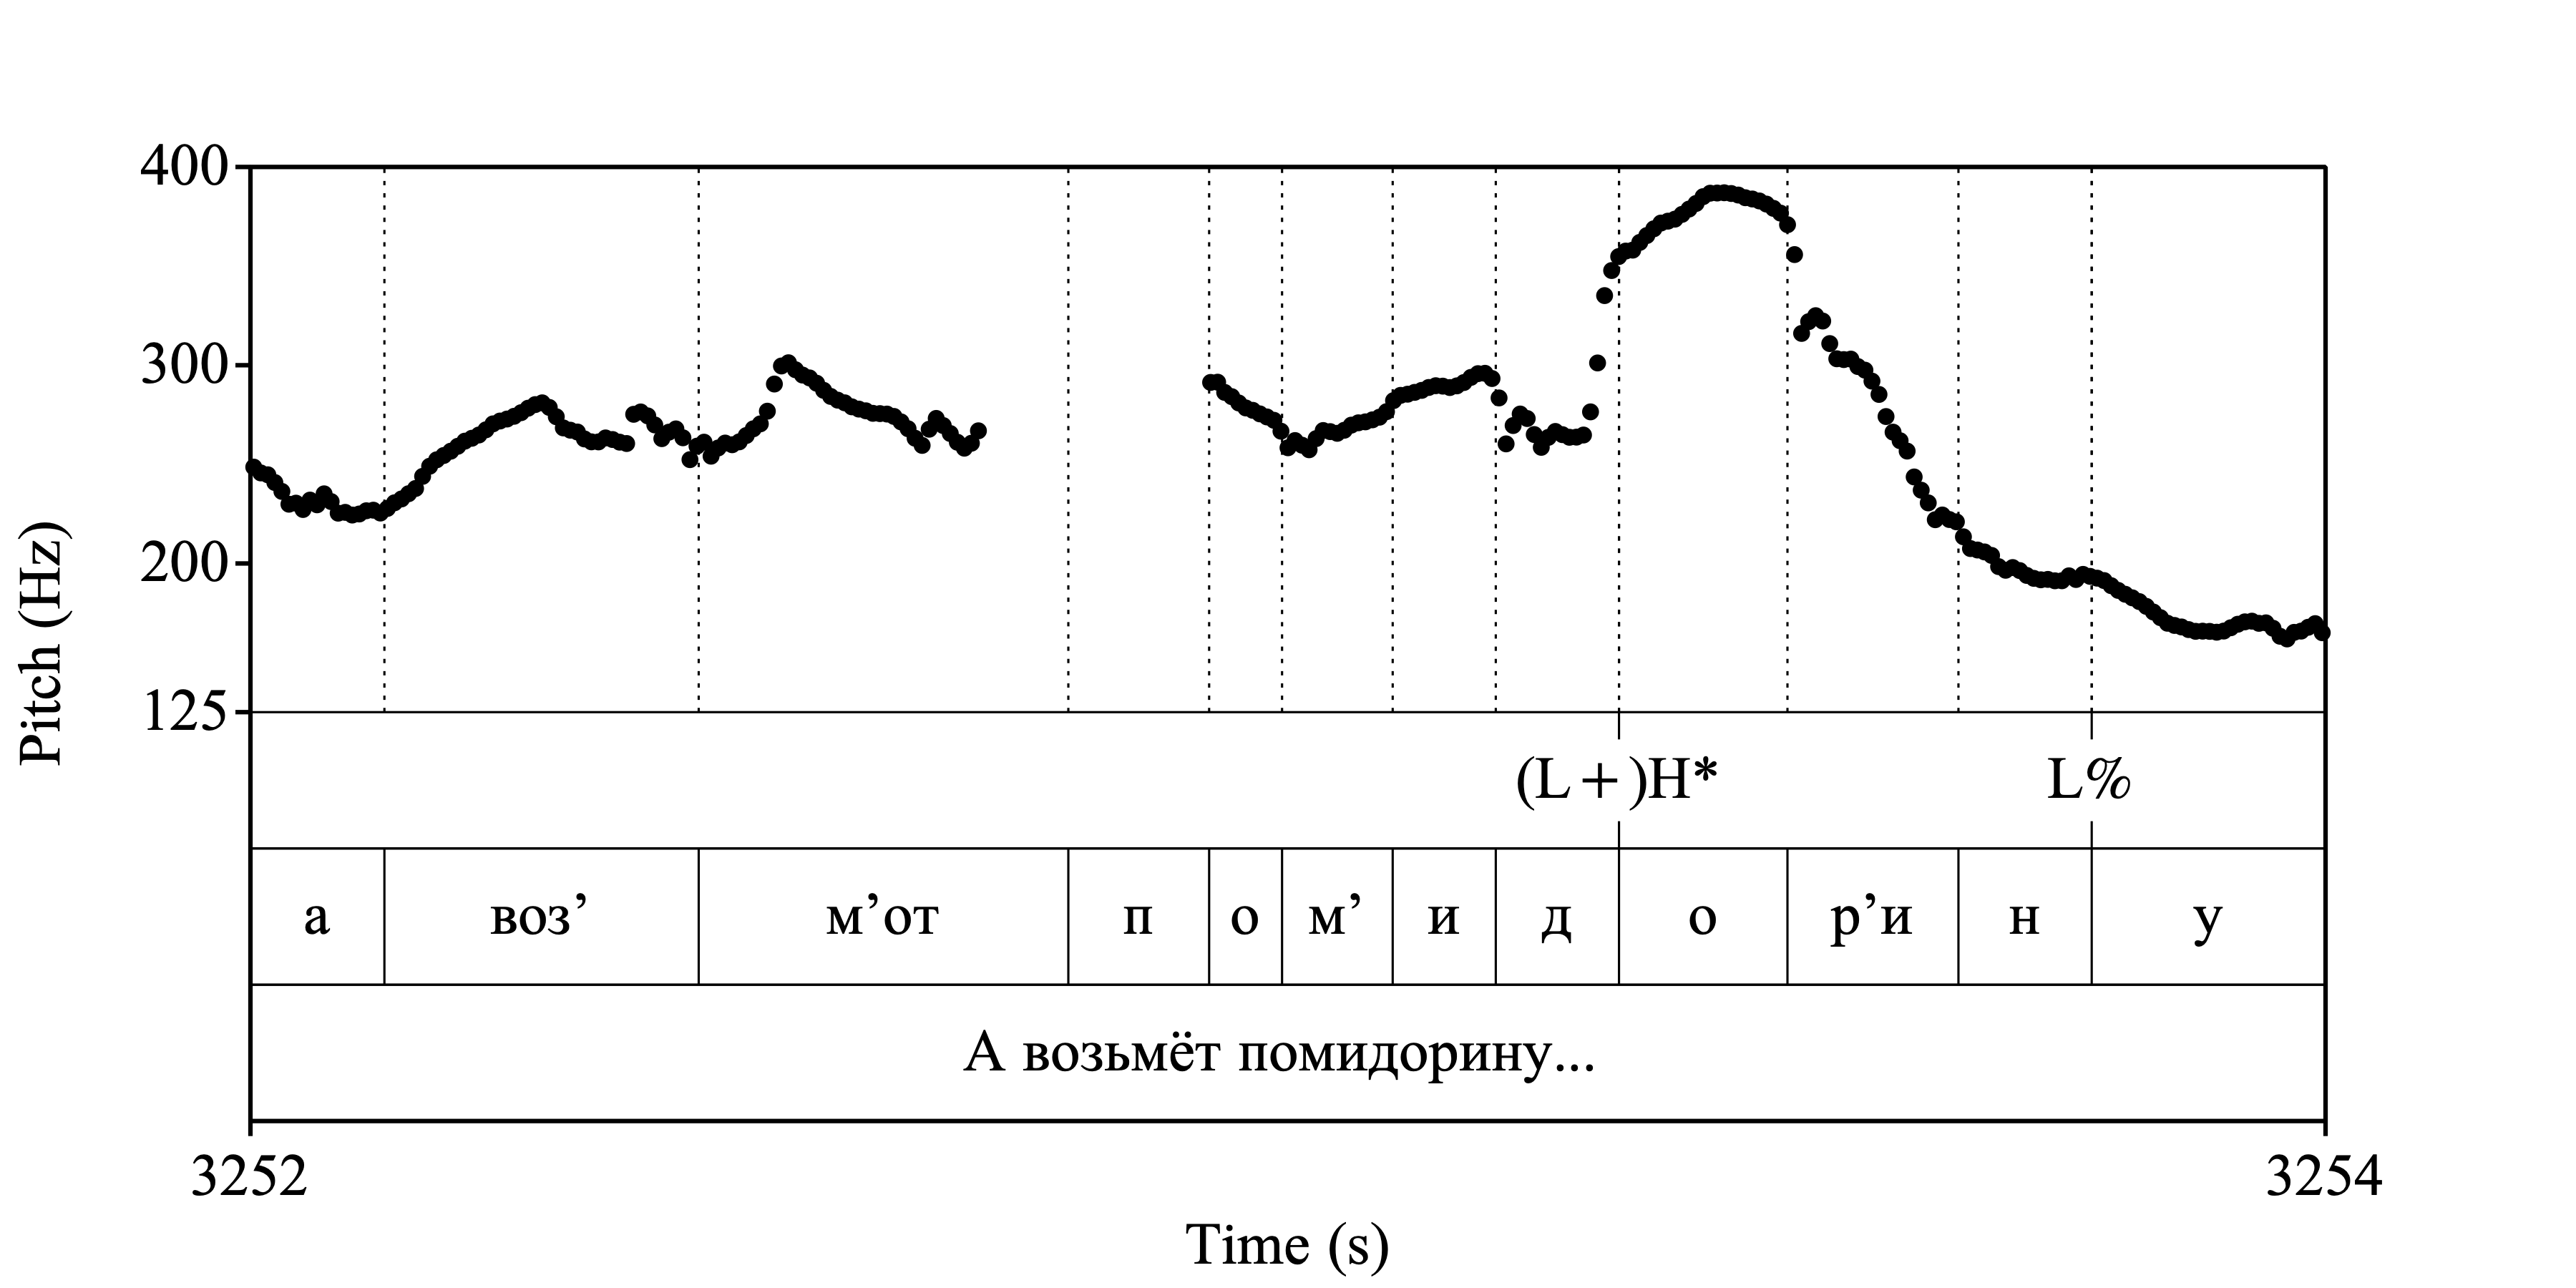 400
300
200
125
Pitch (Hz)
(L+)H* L%
а воз’ м’от п о м' и д о р’и н у
А возьмёт помидорину...
3252 3254
Time (s)